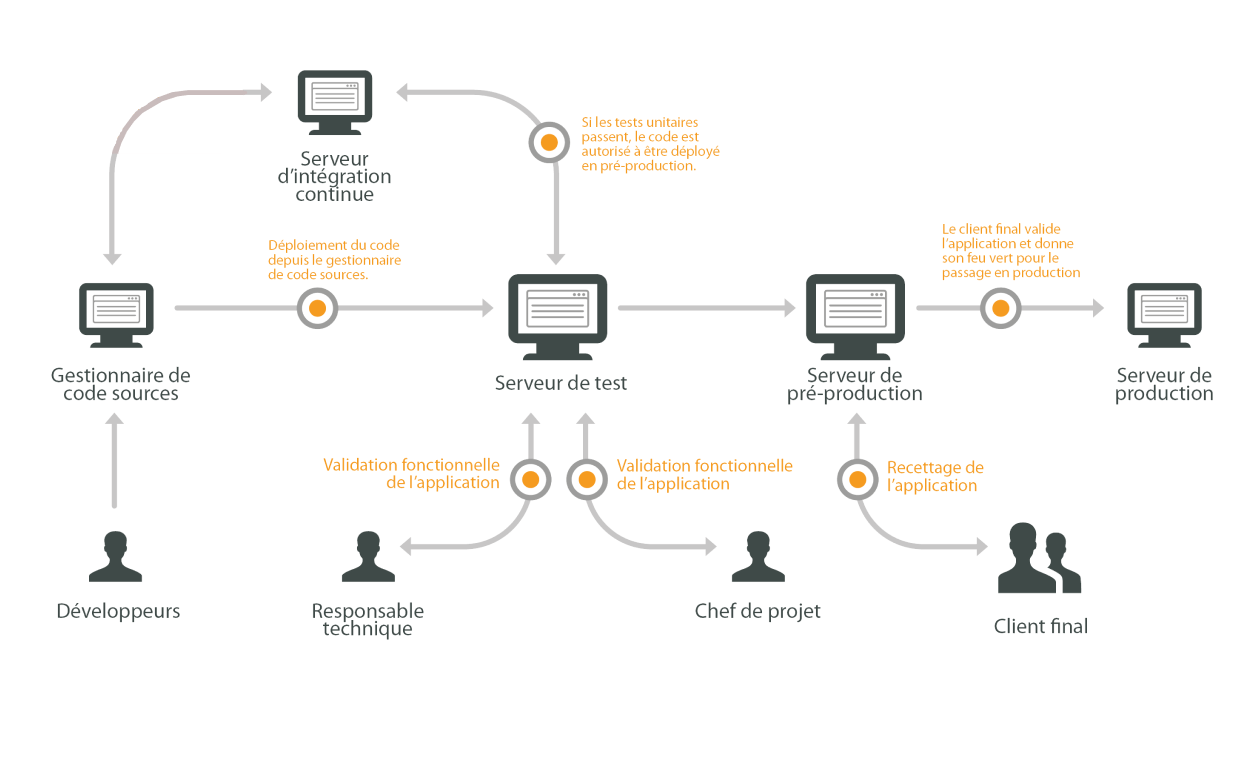 Si les tests unitaires
passent, le code est
autorisé à être déployé
en pré-production.
Serveur
d’intégration
continue
Déploiement du code
depuis le gestionnaire
de code sources.
Le client final valide
l’application et donne
son feu vert pour le
passage en production
Gestionnaire de
code sources
Serveur de test
Serveur de
pré-production
Serveur de
production
Validation fonctionnelle
de l’application
Validation fonctionnelle
de l’application
Recettage de
l’application
Développeurs
Responsable
technique
Chef de projet
Client final